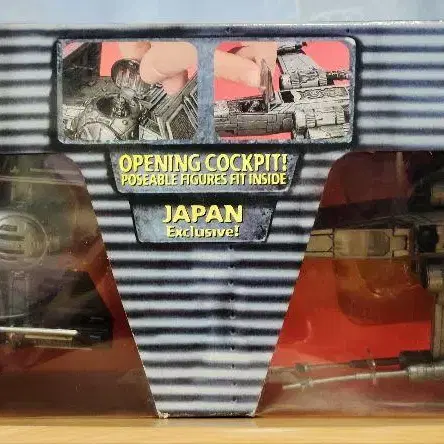 OPENING COCKPIT!
POSEABLE FIGURES FIT INSIDE
JAPAN
Exclusive!